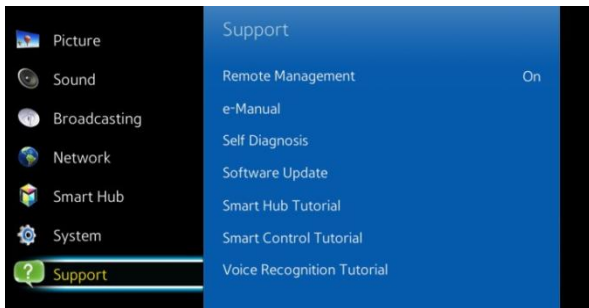 Picture
Sound
Broadcasting
Network
Smart Hub
System
Support
Support
Remote Management On
e-Manual
Self Diagnosis
Software Update
Smart Hub Tutorial
Smart Control Tutorial
Voice Recognition Tutorial